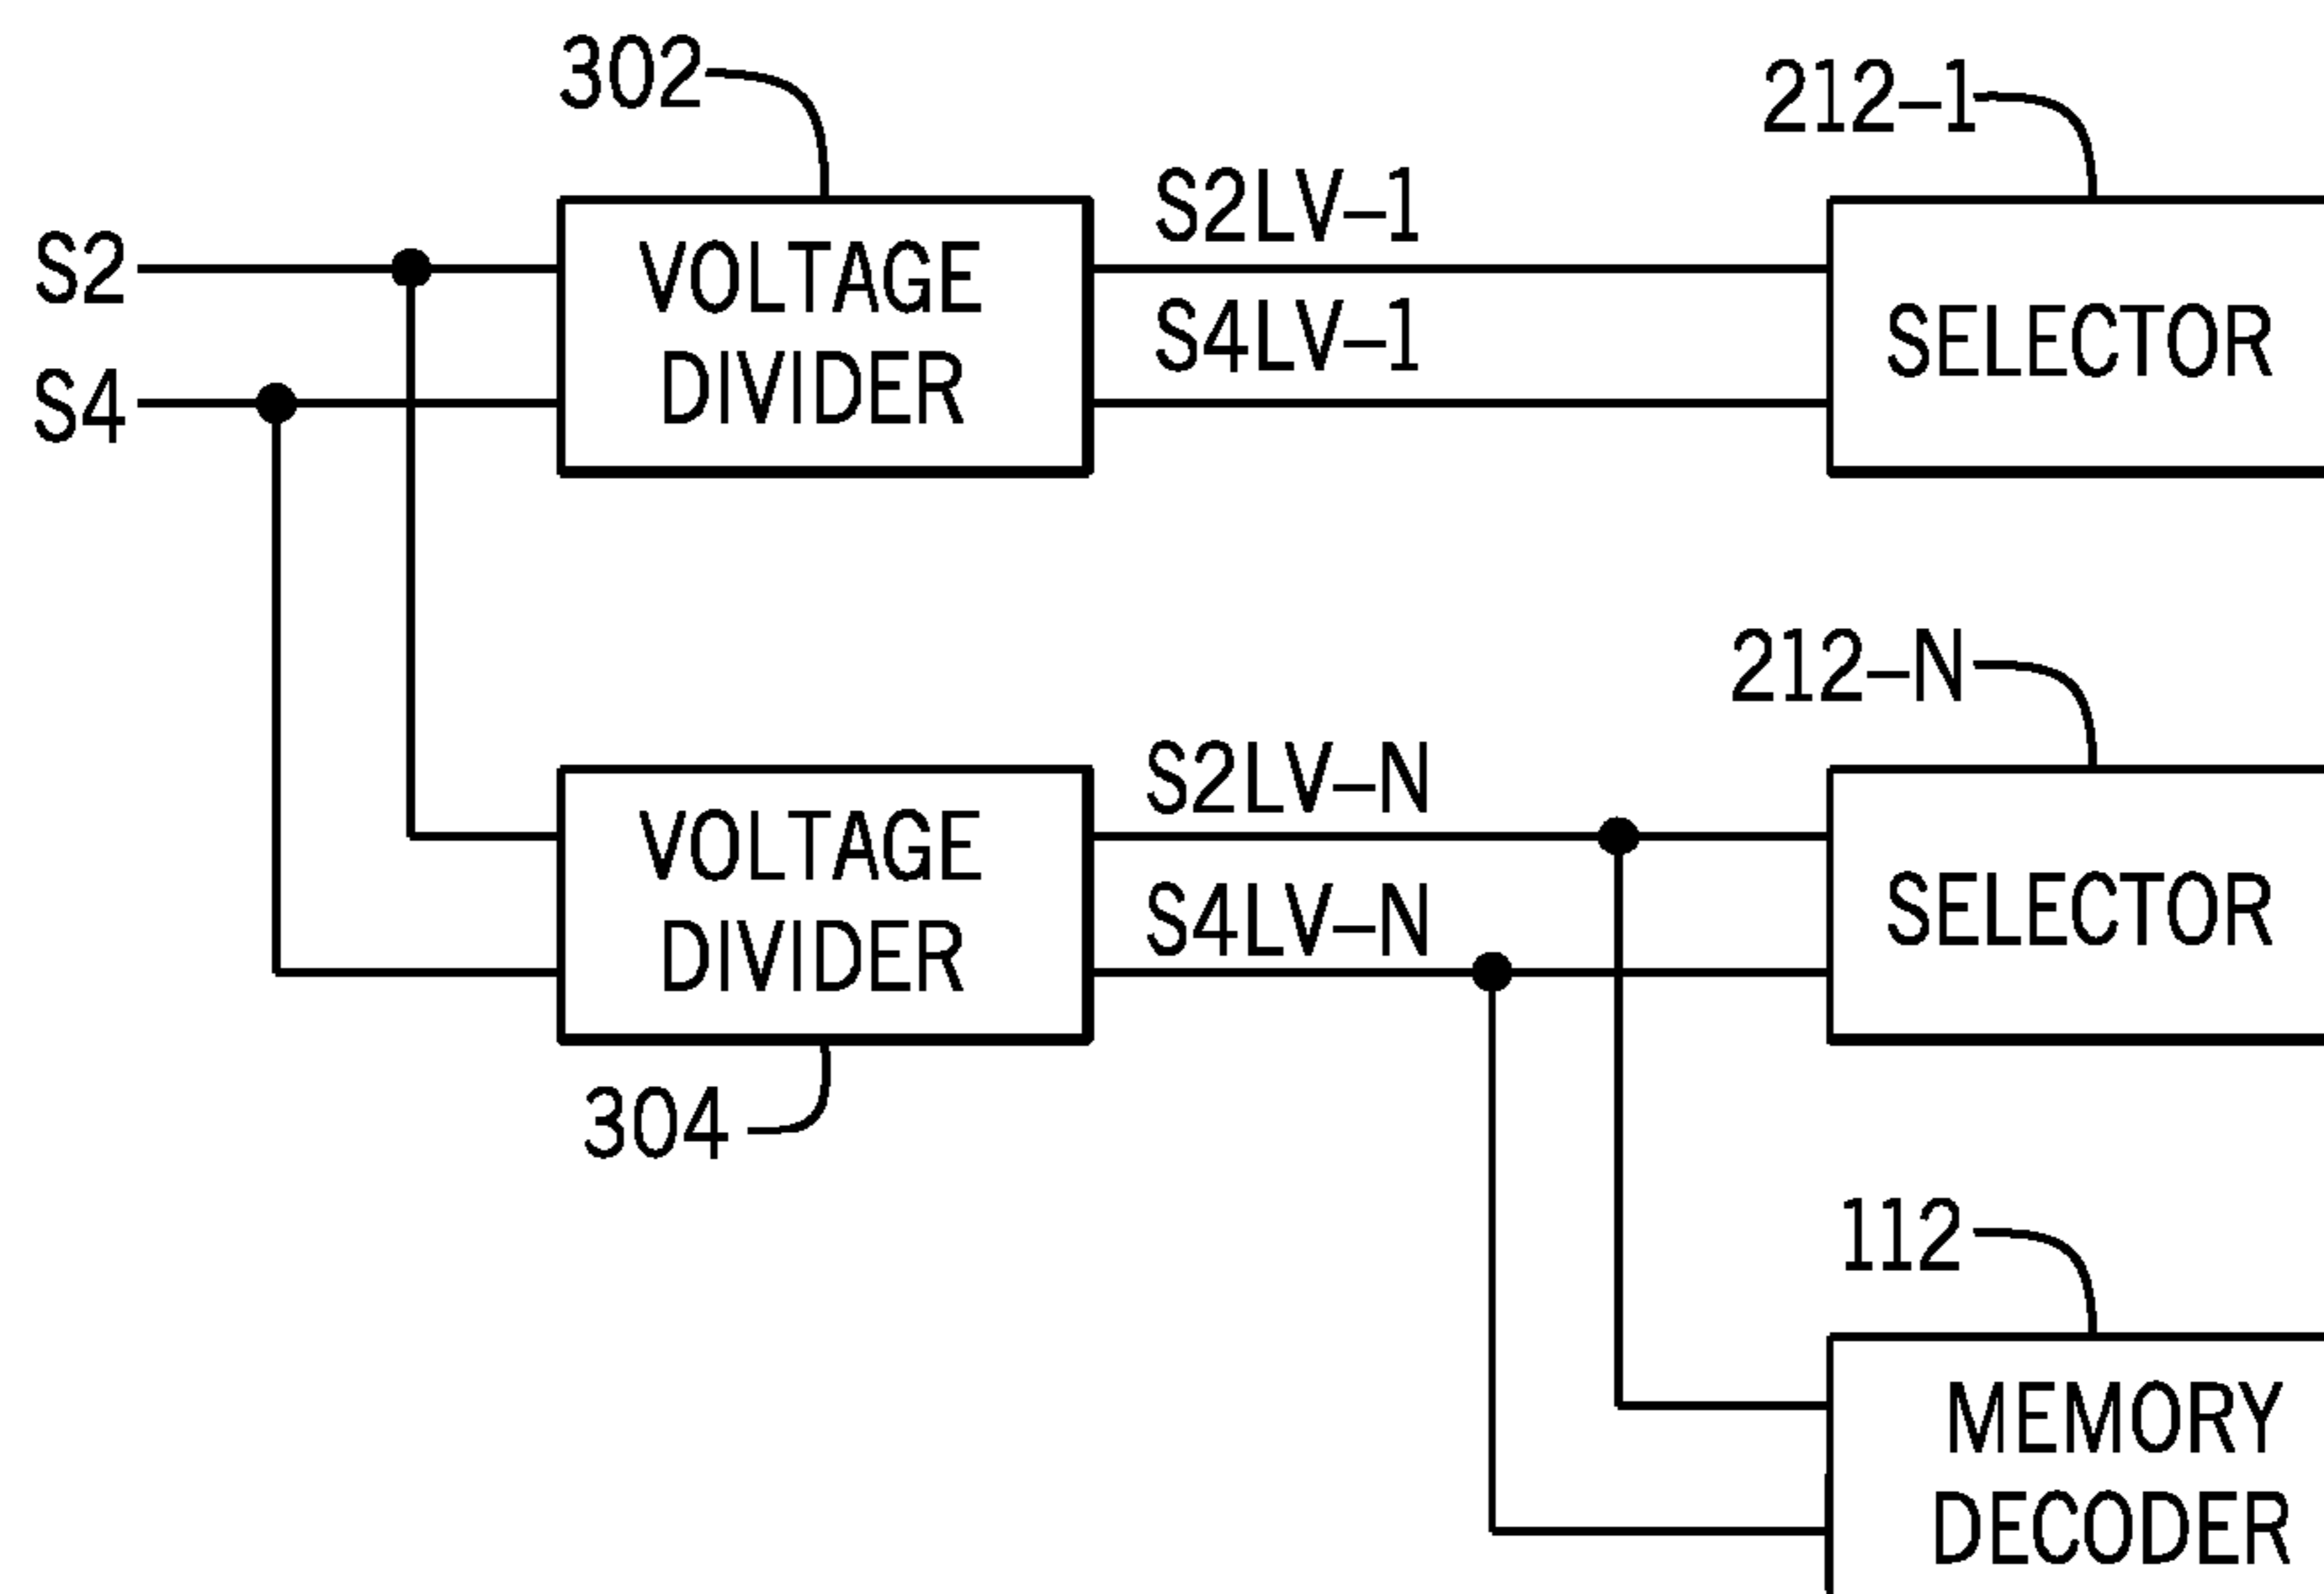 302
212–1
S2LV–1
S2
VOLTAGE
DIVIDER
S4LV–1
SELECTOR
S4
212–N
S2LV–N
VOLTAGE
DIVIDER
S4LV–N
SELECTOR
304
112
MEMORY
DECODER